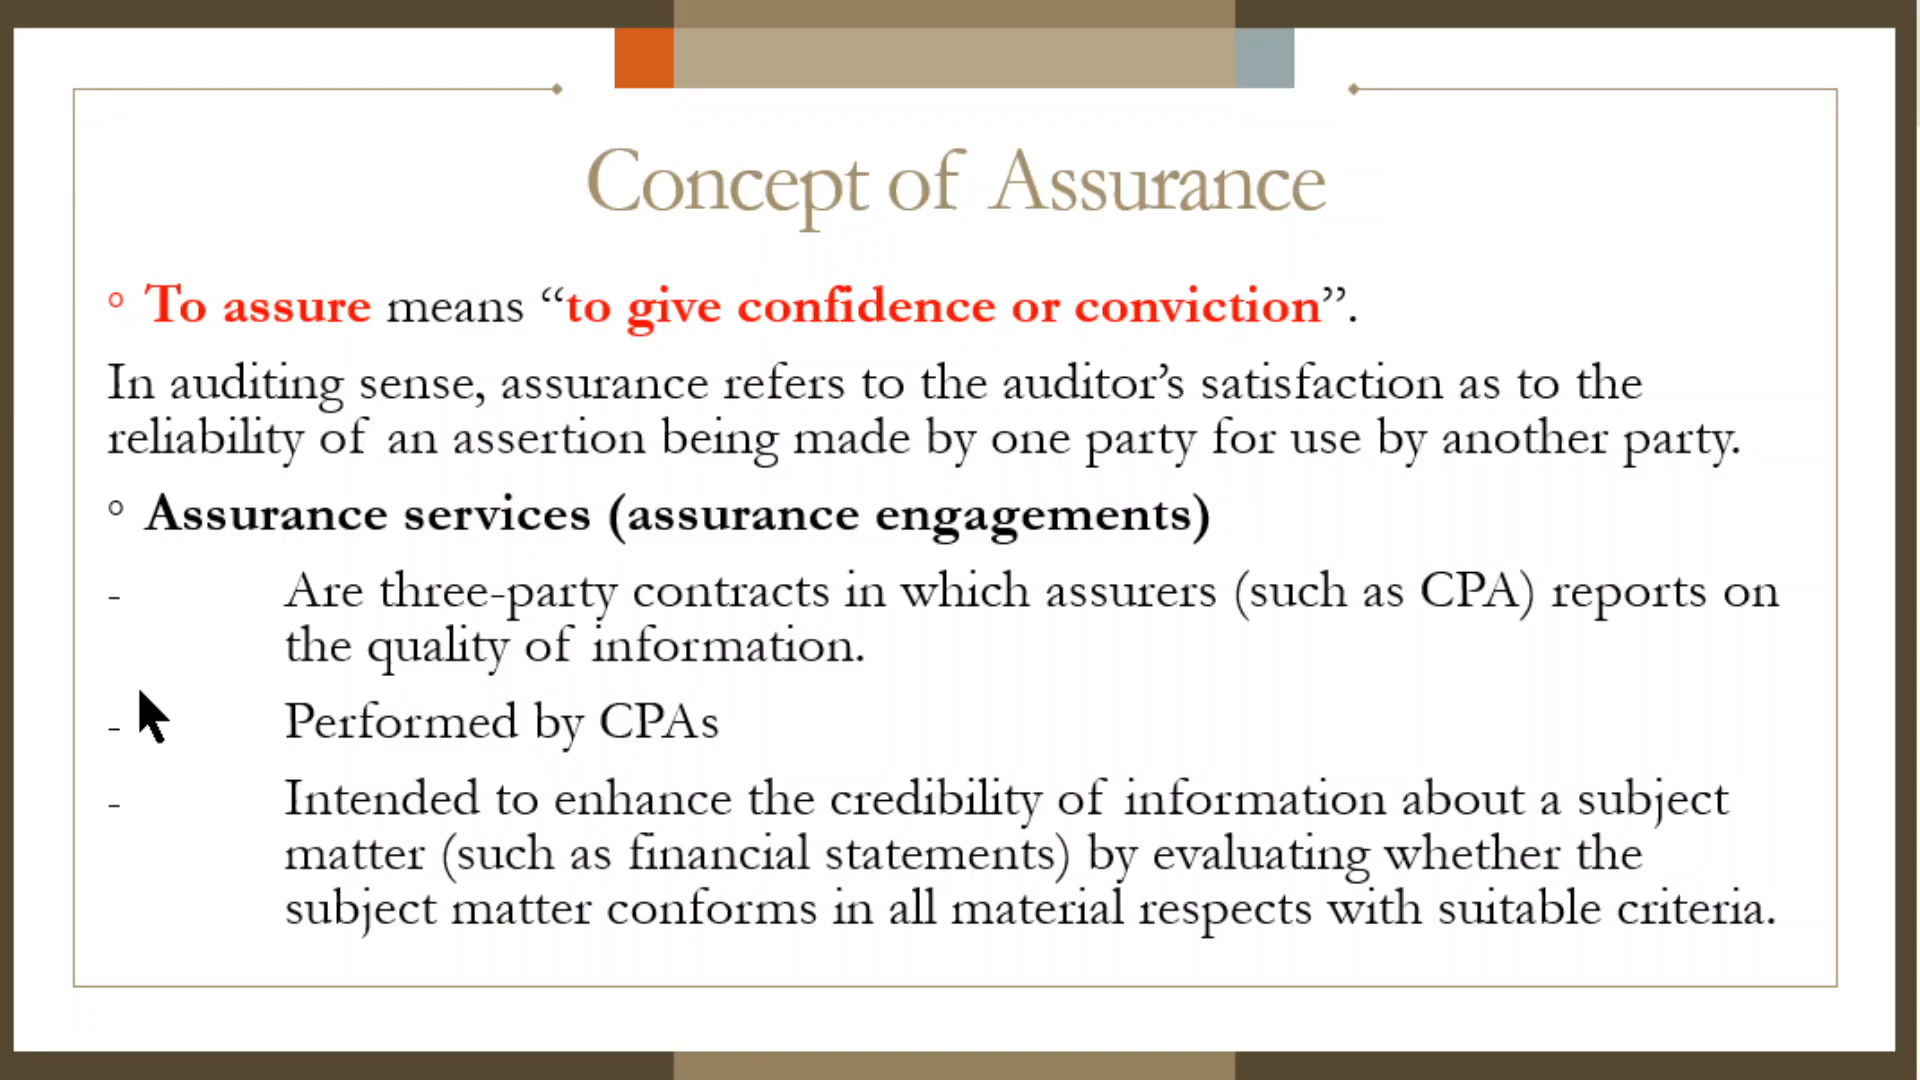 Concept of Assurance
° To assure means “to give confidence or conviction”.
In auditing sense, assurance refers to the auditor’s satisfaction as to the
reliability of an assertion being made by one party for use by another party.
° Assurance services (assurance engagements)
- Are three-party contracts in which assurers (such as CPA) reports on
the quality of information.
- Performed by CPAs
- Intended to enhance the credibility of information about a subject
matter (such as financial statements) by evaluating whether the
subject matter conforms in all material respects with suitable criteria.